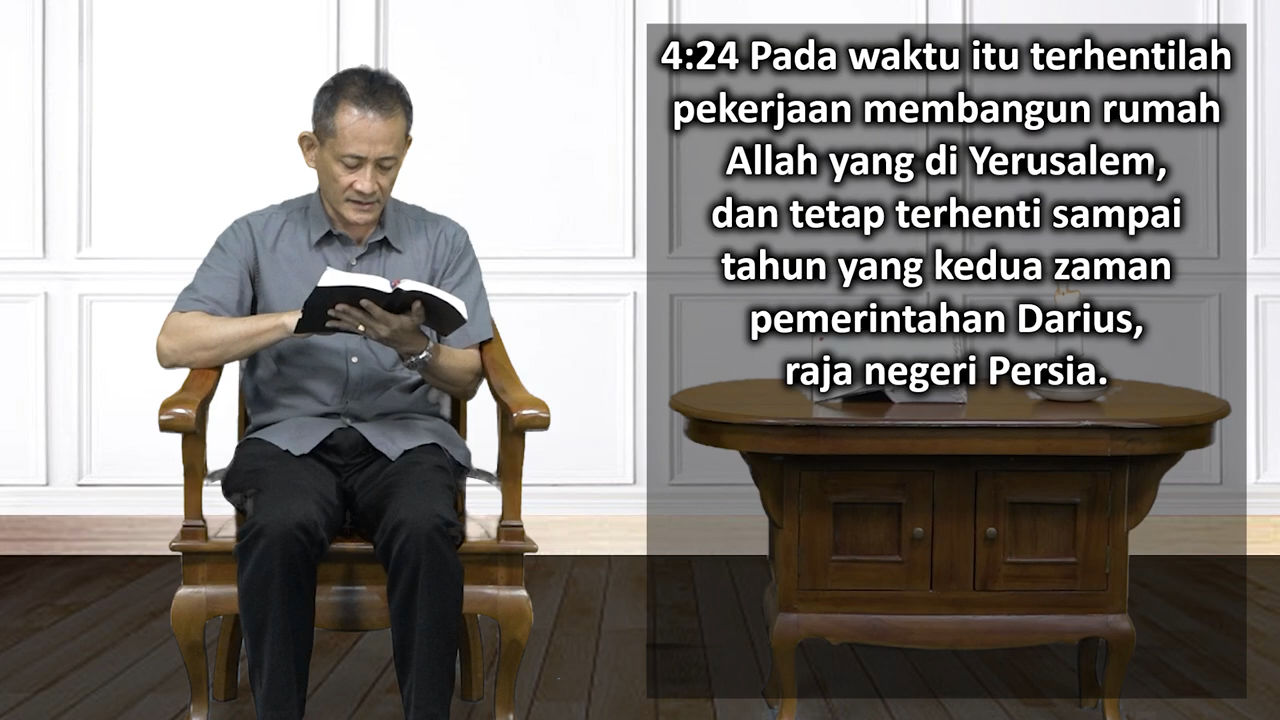 4:24 Pada waktu itu terhentilah
pekerjaan membangun rumah
Allah yang di Yerusalem,
dan tetap terhenti sampai
tahun yang kedua zaman
pemerintahan Darius,
raja negeri Persia.